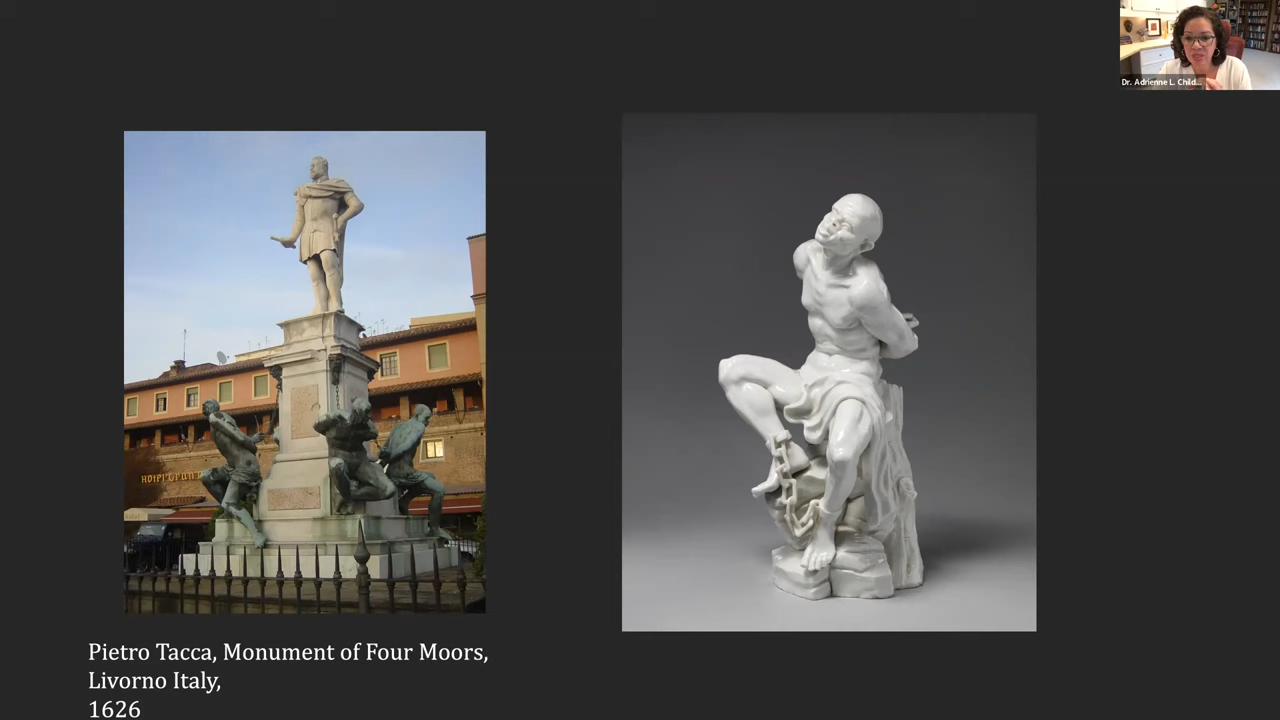 Dr. Adrienne L. Child...
Pietro Tacca, Monument of Four Moors,
Livorno Italy,
1626